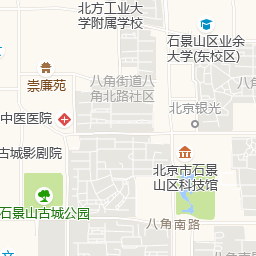 北方工业大
学附属学校
石景山区业余
大学(东校区)
崇廉苑
八角街道八
角北路社区
北京银光
中医医院
古城影剧院
北京市石景
山区科技馆
石景山古城公园
八角南路
八角南